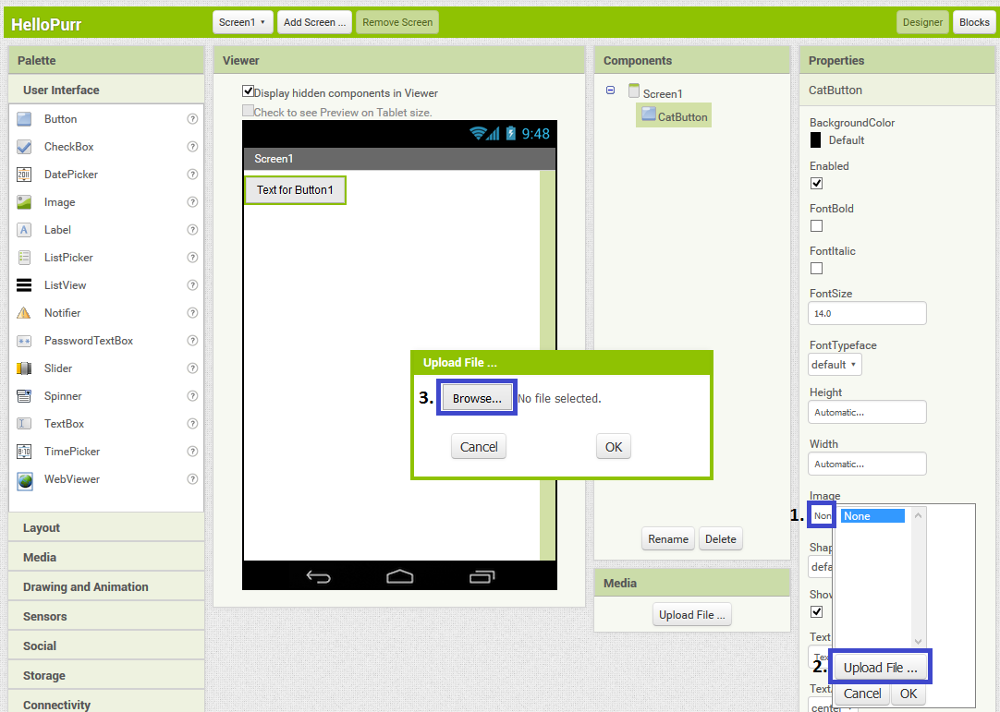 HelloPurr
Screen1
Add Screen ...
Remove Screen
Designer
Blocks
Palette
User Interface
Button
?
CheckBox
?
DatePicker
?
Image
?
Label
?
ListPicker
?
ListView
?
Notifier
?
PasswordTextBox
?
Slider
?
Spinner
?
TextBox
?
TimePicker
?
WebViewer
?
Layout
Media
Drawing and Animation
Sensors
Social
Storage
Connectivity
Viewer
Display hidden components in Viewer
Check to see Preview on Tablet size.
9:48
Screen1
Text for Button1
Upload File ...
3.
Browse...
No file selected.
Cancel
OK
Components
Screen1
CatButton
Rename
Delete
Media
Upload File ...
Properties
CatButton
BackgroundColor
Default
Enabled
FontBold
FontItalic
FontSize
14.0
FontTypeface
default
Height
Automatic...
Width
Automatic...
Image
1.
Non
None
Shap
defa
Show
Text
Tex
2.
Upload File ...
Text
Cancel
OK
center